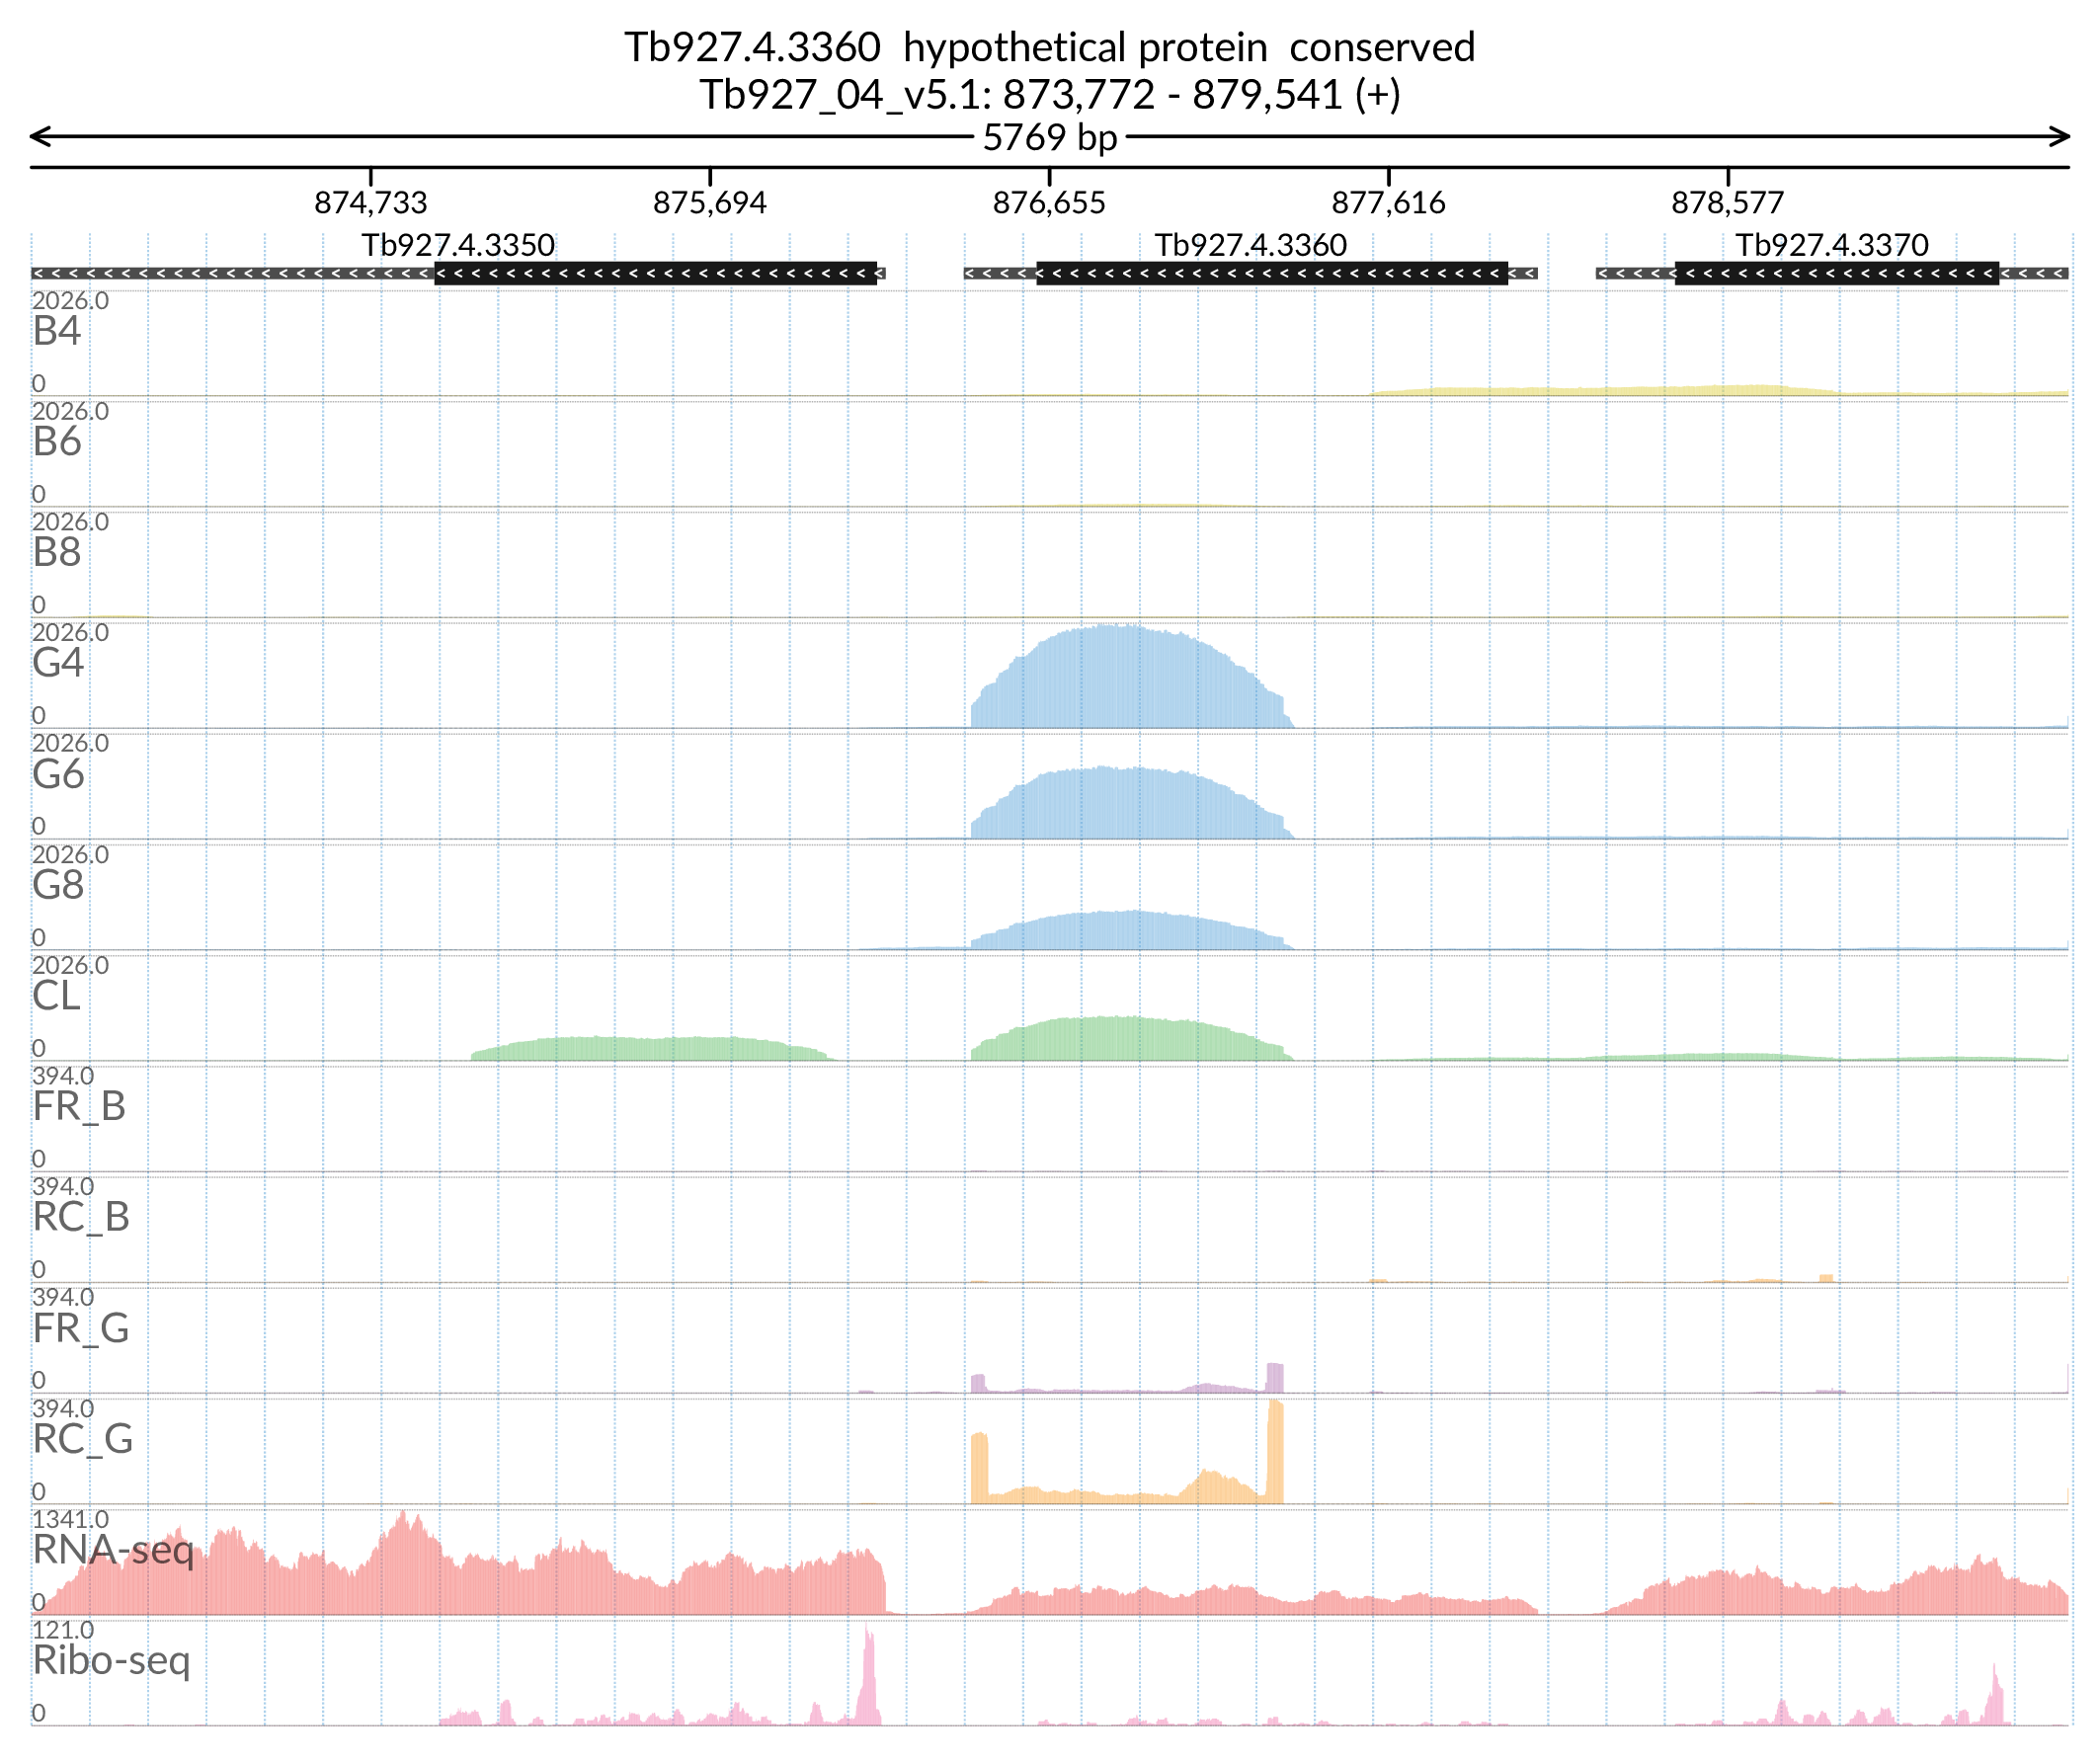 Tb927.4.3360  hypothetical protein  conserved
Tb927_04_v5.1: 873,772 - 879,541 (+)
5769 bp
874,733 875,694 876,655 877,616 878,577
Tb927.4.3350 Tb927.4.3360 Tb927.4.3370
2026.0
B4
0
2026.0
B6
0
2026.0
B8
0
2026.0
G4
0
2026.0
G6
0
2026.0
G8
0
2026.0
CL
0
394.0
FR_B
0
394.0
RC_B
0
394.0
FR_G
0
394.0
RC_G
0
1341.0
RNA-seq
0
121.0
Ribo-seq
0